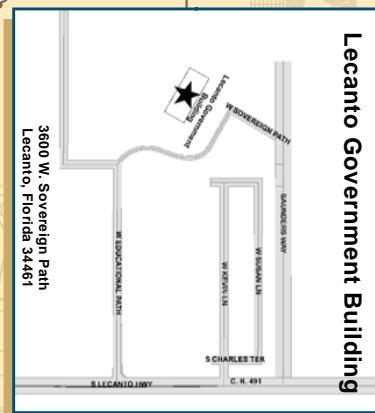 Lecanto Government Building
W SOVEREIGN PATH
Lecanto Government
Building
SAUNDERS WAY
W SUSAN LN
W KEVIN LN
W EDUCATIONAL PATH
S CHARLES TER
C. R. 491
S LECANTO HWY
3600 W. Sovereign Path
Lecanto, Florida 34461